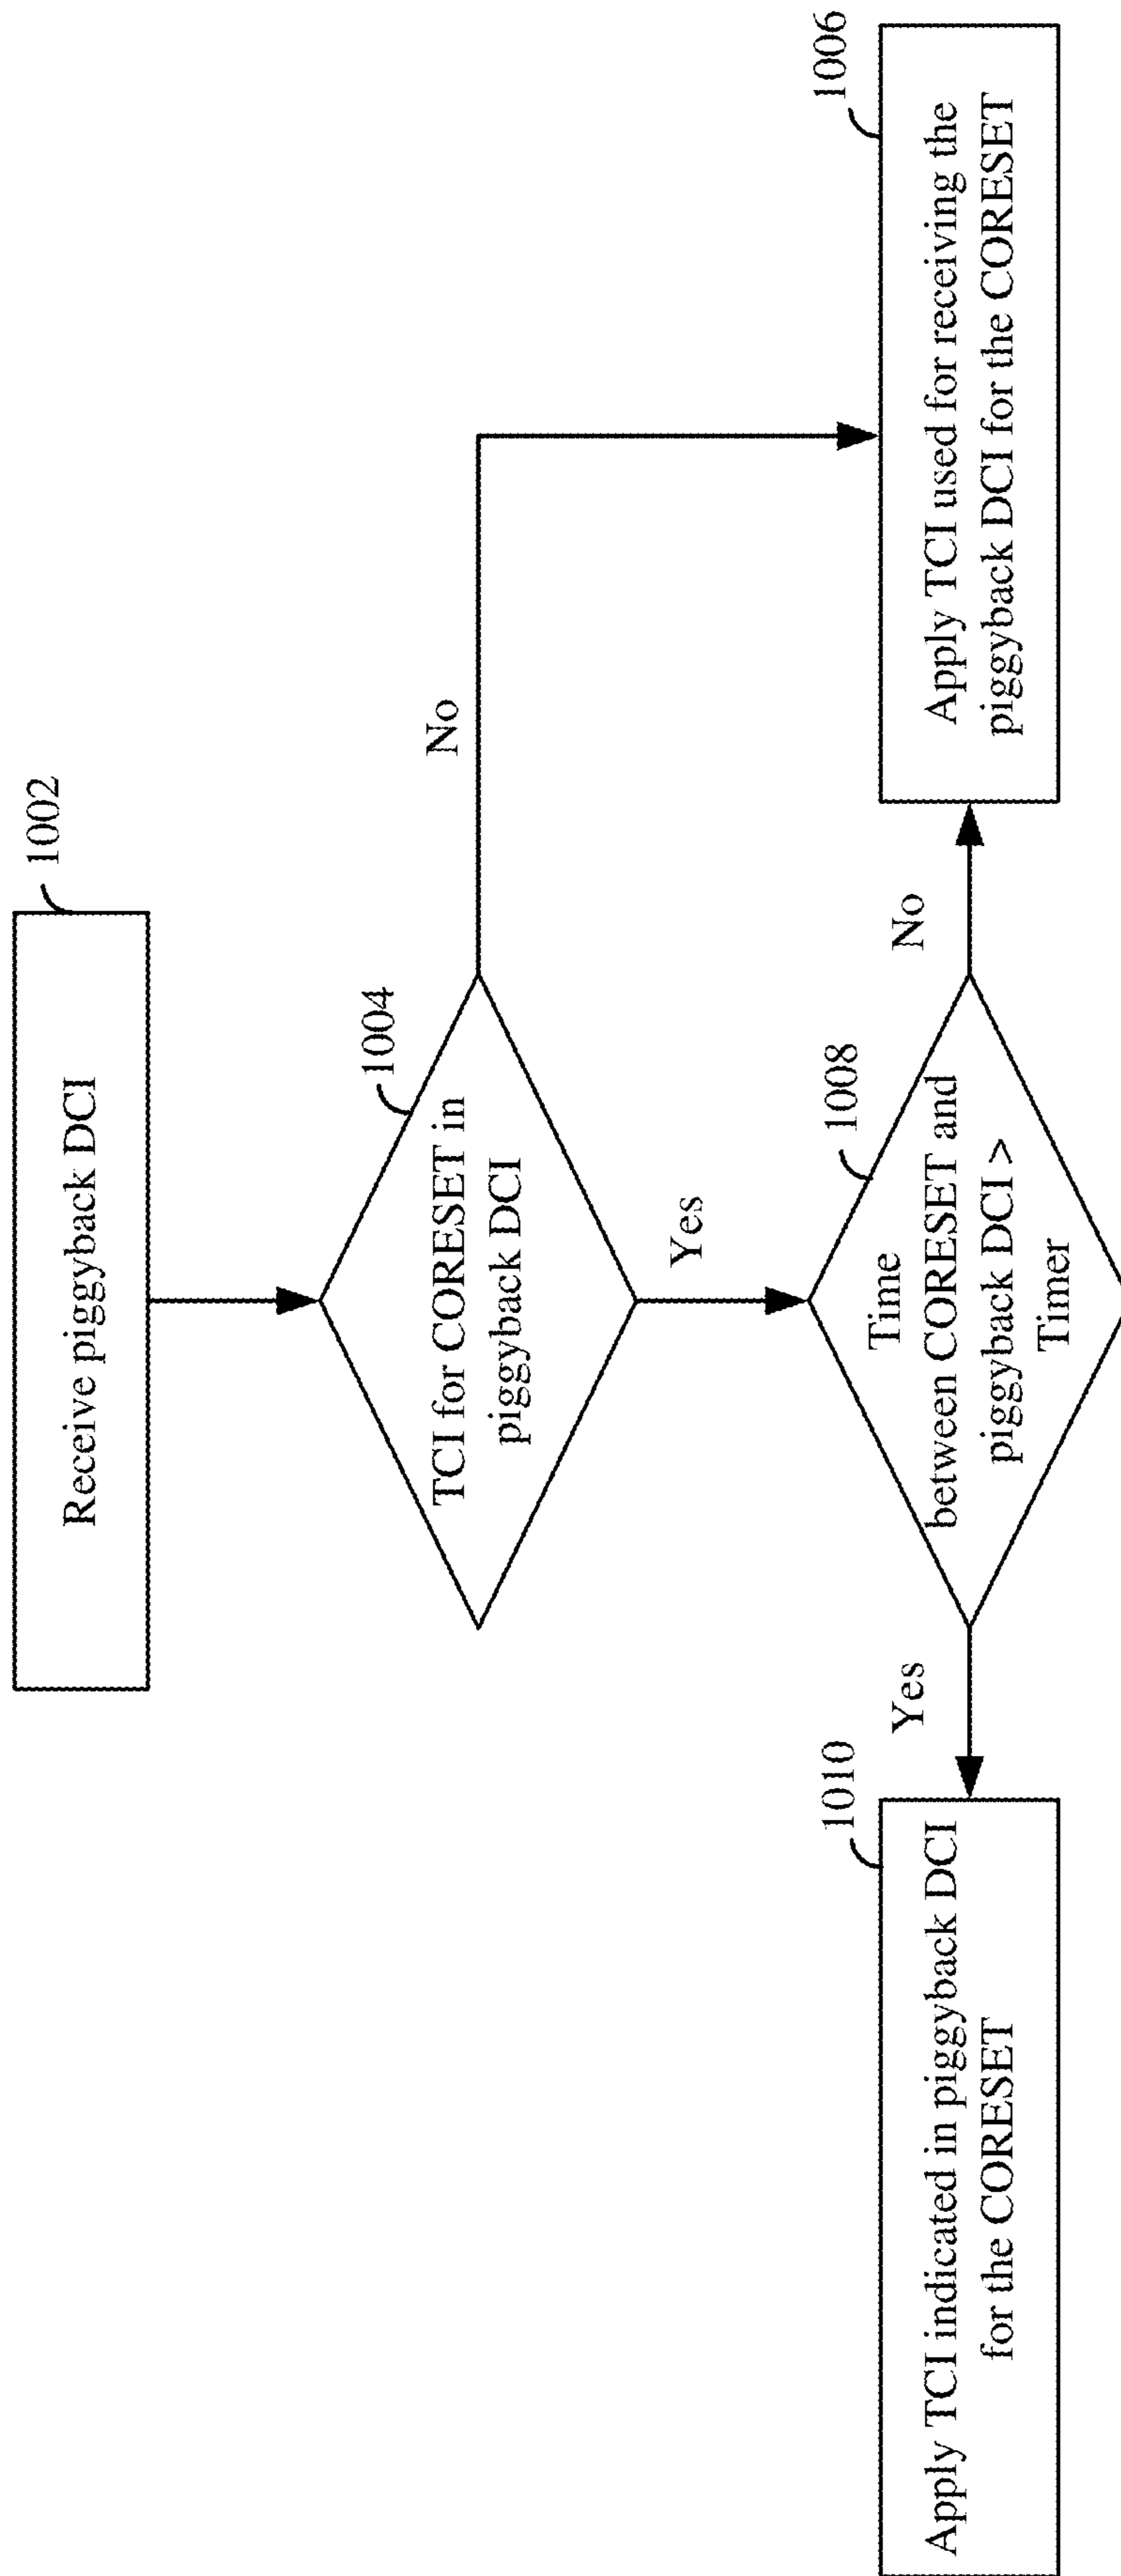 1002
Receive piggyback DCI
1004
TCI for CORESET in
piggyback DCI
No
Yes
1008
Time
between CORESET and
piggyback DCI >
Timer
Yes
No
1010
Apply TCI indicated in piggyback DCI
for the CORESET
1006
Apply TCI used for receiving the
piggyback DCI for the CORESET